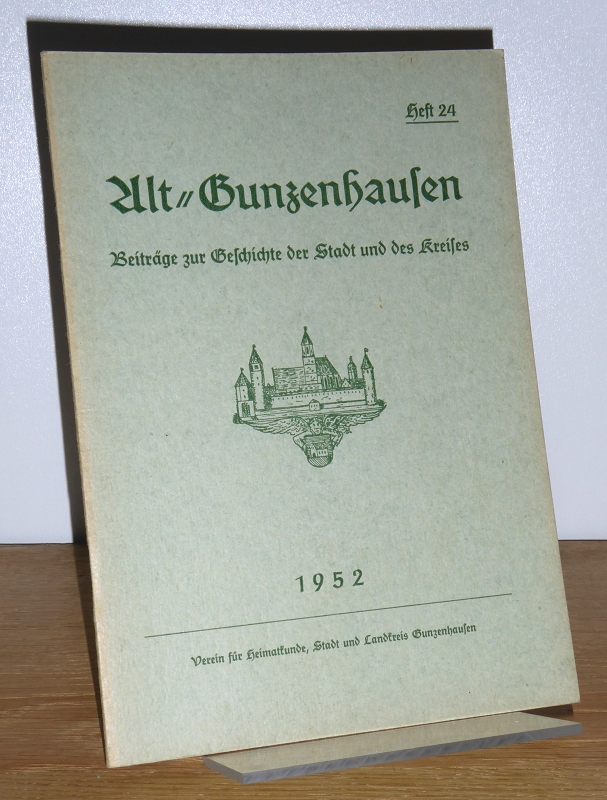 Heft 24
Alt-Gunzenhauſen
Beiträge zur Geſchichte der Stadt und des Kreiſes
1952
Verein für Heimatkunde, Stadt und Landkreis Gunzenhauſen